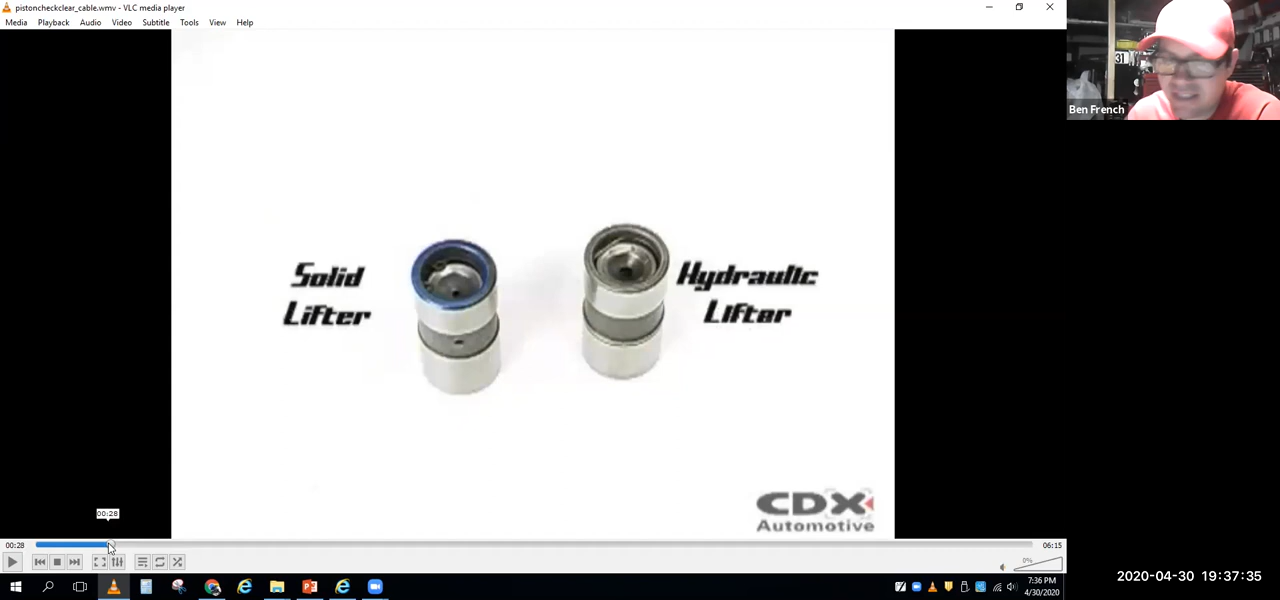 pistoncheckclear_cable.wmv - VLC media player
Media Playback Audio Video Subtitle Tools View Help
31
Ben French
Solid
Lifter
Hydraulic
Lifter
CDX
Automotive
00:28
00:28
06:15
0%
7:36 PM
4/30/2020
2020-04-30 19:37:35